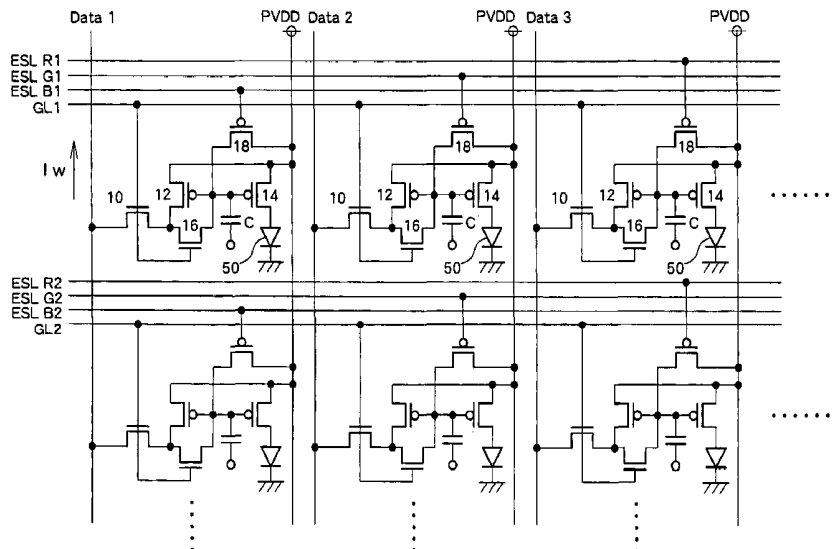 Data 1 PVDD Data 2 PVDD Data 3 PVDD
ESL R1
ESL G1
ESL B1
GL1
Iw
18 18 18
10 12 14 10 12 14 10 12 14
16 C 16 C 16 C
50 50 50
ESL R2
ESL G2
ESL B2
GL2